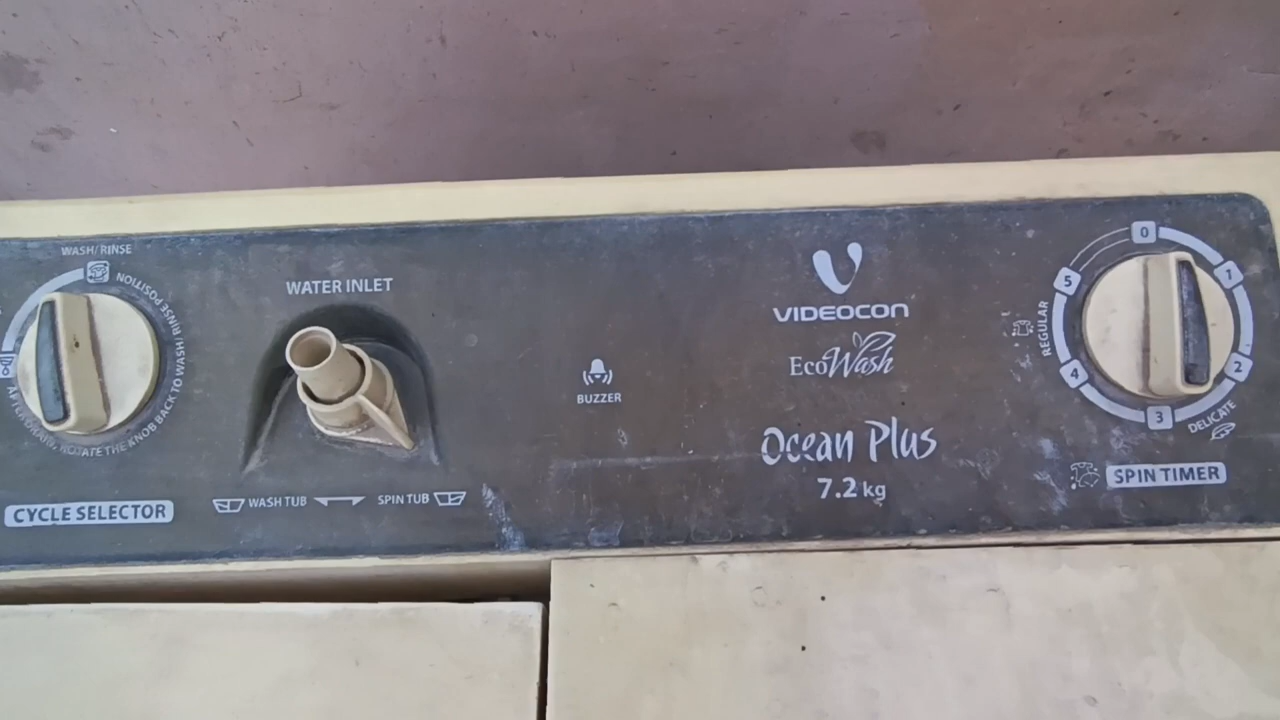 WASH/ RINSE
RINSE POSITION
AFTER DRAIN, ROTATE THE KNOB BACK TO WASH/ RINSE
CYCLE SELECTOR
WATER INLET
WASH TUB
SPIN TUB
BUZZER
VIDEOCON
EcoWash
Ocean Plus
7.2 kg
0
1
2
3
4
5
REGULAR
DELICATE
SPIN TIMER